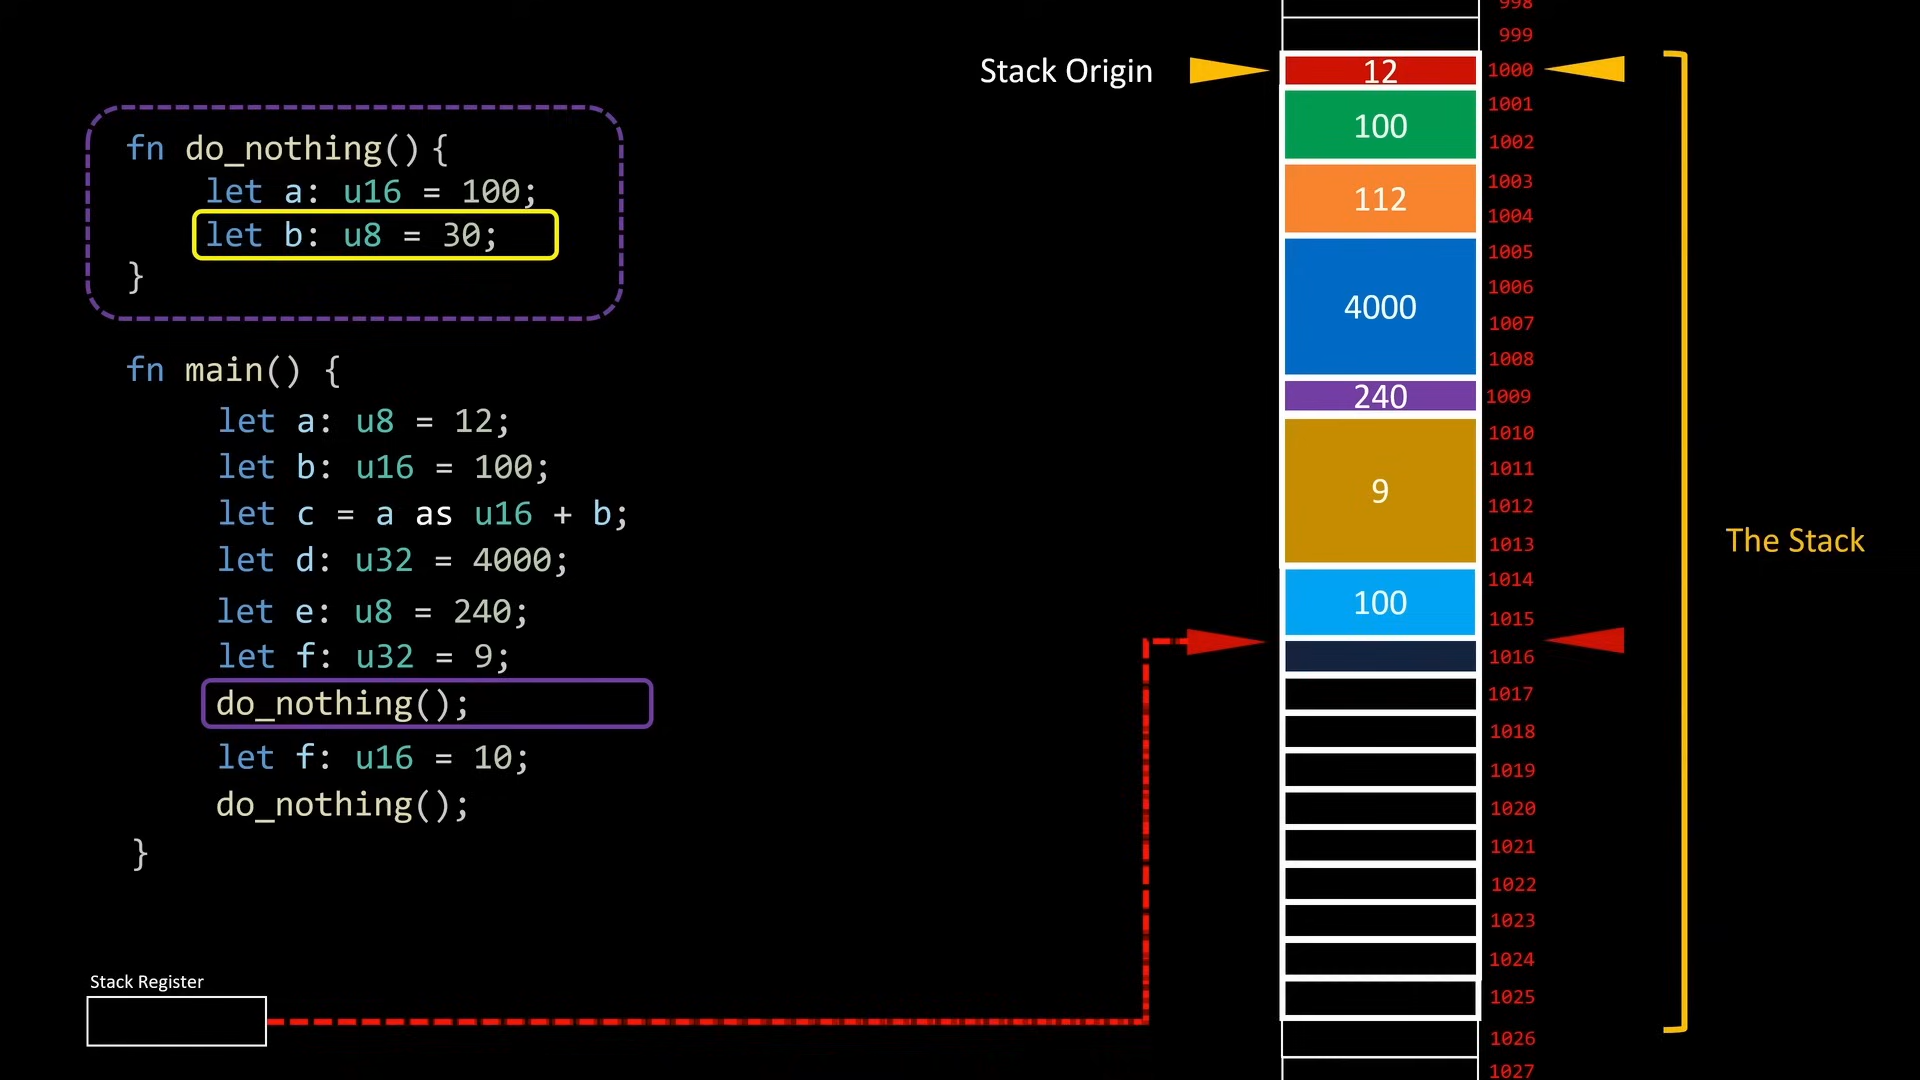 fn do_nothing() {
let a: u16 = 100;
let b: u8 = 30;
}
fn main() {
let a: u8 = 12;
let b: u16 = 100;
let c = a as u16 + b;
let d: u32 = 4000;
let e: u8 = 240;
let f: u32 = 9;
do_nothing();
let f: u16 = 10;
do_nothing();
}
Stack Register
Stack Origin
12
100
112
4000
240
9
100
998
999
1000
1001
1002
1003
1004
1005
1006
1007
1008
1009
1010
1011
1012
1013
1014
1015
1016
1017
1018
1019
1020
1021
1022
1023
1024
1025
1026
1027
The Stack